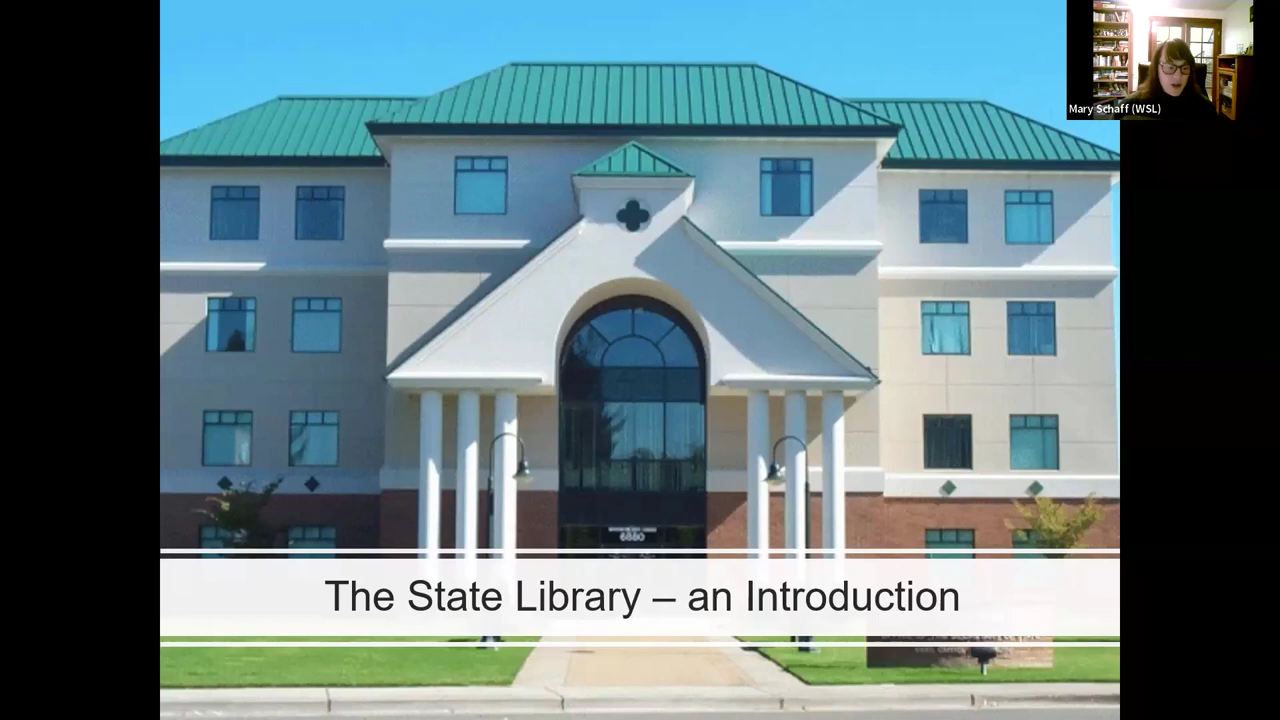 Mary Schaff (WSL)
6880
The State Library – an Introduction